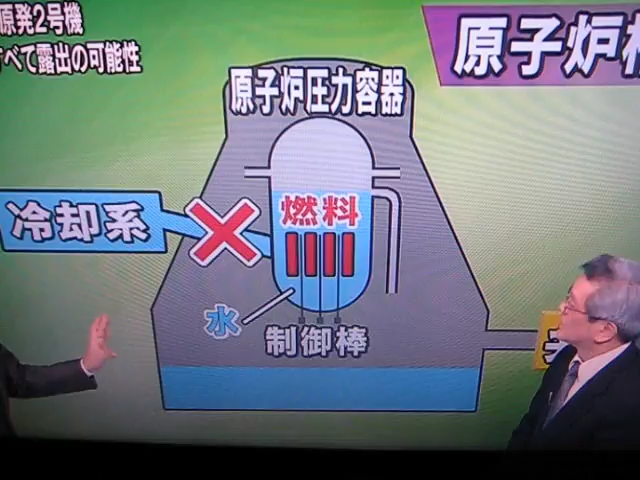 原発2号機
すべて露出の可能性
原子炉
原子炉圧力容器
冷却系
燃料
水
制御棒